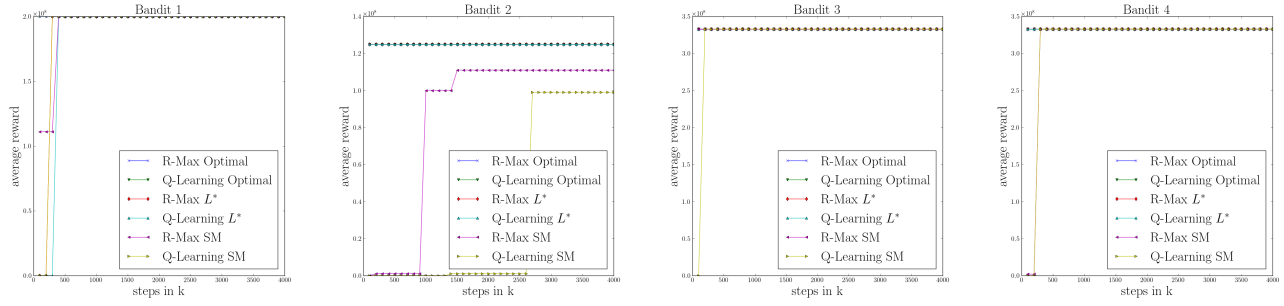 Bandit 1
×10⁶
2.0
1.5
1.0
0.5
0.0
average reward
0 500 1000 1500 2000 2500 3000 3500 4000
steps in k
R-Max Optimal
Q-Learning Optimal
R-Max L*
Q-Learning L*
R-Max SM
Q-Learning SM
Bandit 2
×10⁶
1.4
1.2
1.0
0.8
0.6
0.4
0.2
0.0
average reward
0 500 1000 1500 2000 2500 3000 3500 4000
steps in k
R-Max Optimal
Q-Learning Optimal
R-Max L*
Q-Learning L*
R-Max SM
Q-Learning SM
Bandit 3
3.5
3.0
2.5
2.0
1.5
1.0
0.5
0.0
average reward
0 500 1000 1500 2000 2500 3000 3500 4000
steps in k
R-Max Optimal
Q-Learning Optimal
R-Max L*
Q-Learning L*
R-Max SM
Q-Learning SM
Bandit 4
3.5
3.0
2.5
2.0
1.5
1.0
0.5
0.0
average reward
0 500 1000 1500 2000 2500 3000 3500 4000
steps in k
R-Max Optimal
Q-Learning Optimal
R-Max L*
Q-Learning L*
R-Max SM
Q-Learning SM